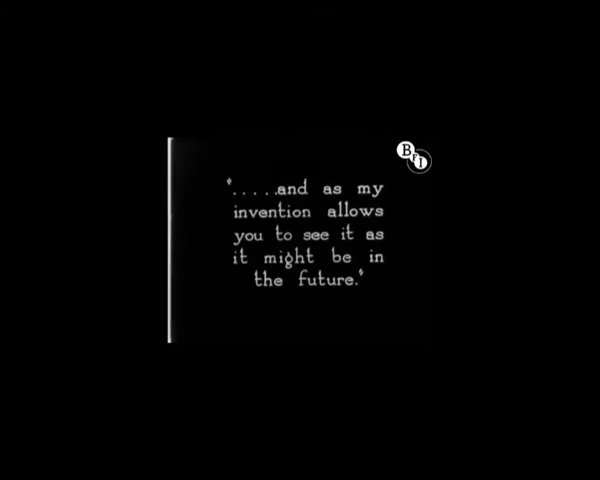 BFI
'.....and as my
invention allows
you to see it as
it might be in
the future.'